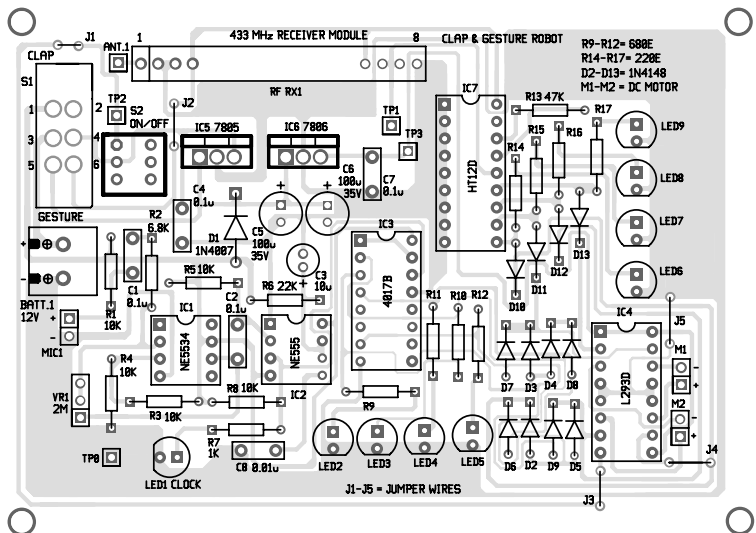 J1
433 MHz RECEIVER MODULE
CLAP & GESTURE ROBOT
ANT.1
1
8
R9-R12= 680E
R14-R17= 220E
D2-D13= 1N4148
M1-M2 = DC MOTOR
CLAP
S1
RF RX1
IC7
R13 47K
R17
TP2
S2
ON/OFF
J2
TP1
TP3
1
2
3
4
5
6
IC5 7805
IC6 7806
R14
R15
R16
LED9
HT12D
C6
100u
35V
C7
0.1u
LED8
C4
0.1u
GESTURE
R2
6.8K
D1
1N4007
+
+
C5
100u
35V
IC3
LED7
D13
D12
D11
D10
+
-
BATT.1
12V
C1
0.1u
R5 10K
C3
10u
+
4017B
LED6
R6 22K
R11
R10
R12
IC4
J5
R1
10K
+
-
MIC1
IC1
NE5534
C2
0.1u
NE555
IC2
M1
-
+
R4
10K
D7
D3
D4
D8
L293D
VR1
2M
R3 10K
R8 10K
R9
M2
-
+
R7
1K
C8 0.01u
TP0
LED1 CLOCK
LED2
LED3
LED4
LED5
D6
D2
D9
D5
J4
J1-J5 = JUMPER WIRES
J3